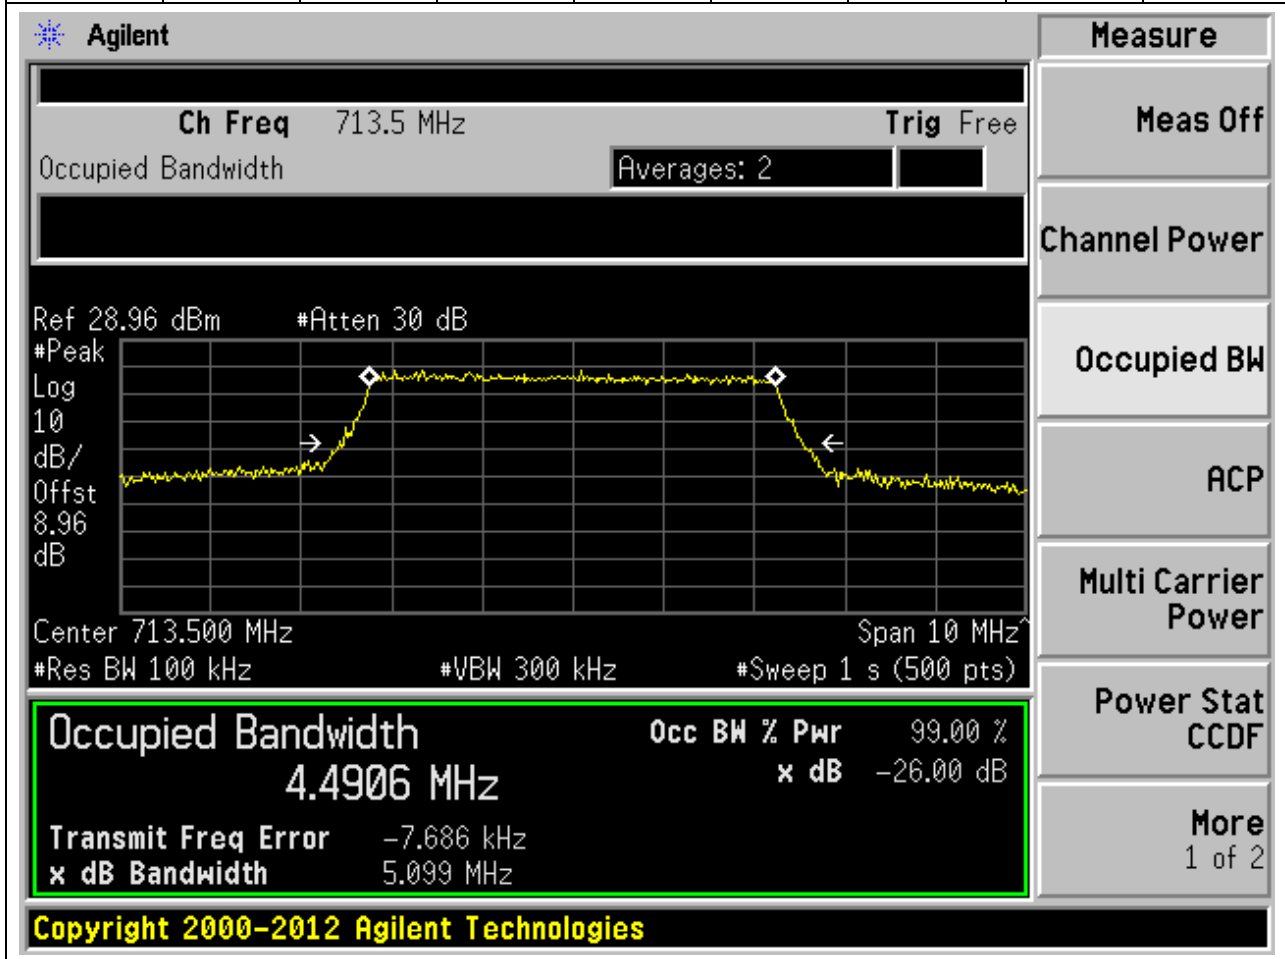 Agilent
Measure
Ch Freq 713.5 MHz Trig Free
Occupied Bandwidth Averages: 2
Meas Off
Channel Power
Occupied BW
ACP
Multi Carrier
Power
Power Stat
CCDF
More
1 of 2
Ref 28.96 dBm #Atten 30 dB
#Peak
Log
10
dB/
Offst
8.96
dB
Center 713.500 MHz Span 10 MHz^
#Res BW 100 kHz #VBW 300 kHz #Sweep 1 s (500 pts)
Occupied Bandwidth Occ BW % Pwr 99.00 %
4.4906 MHz x dB -26.00 dB
Transmit Freq Error -7.686 kHz
x dB Bandwidth 5.099 MHz
Copyright 2000-2012 Agilent Technologies